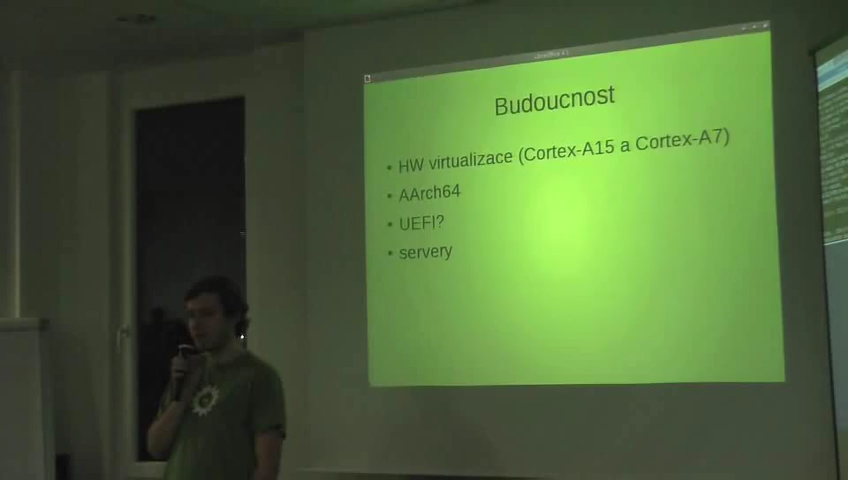 Budoucnost
• HW virtualizace (Cortex-A15 a Cortex-A7)
• AArch64
• UEFI?
• servery